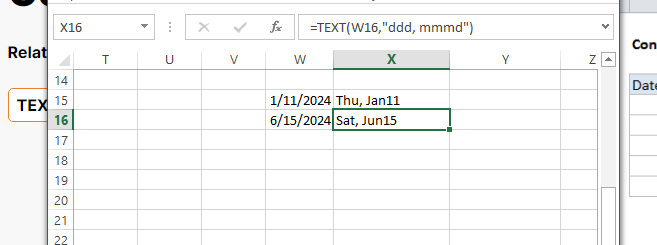 X16 =TEXT(W16,"ddd, mmmd")
Relat
Con
T U V W X Y Z
14
TEX
Date
15 1/11/2024 Thu, Jan11
16 6/15/2024 Sat, Jun15
17
18
19
20
21
22